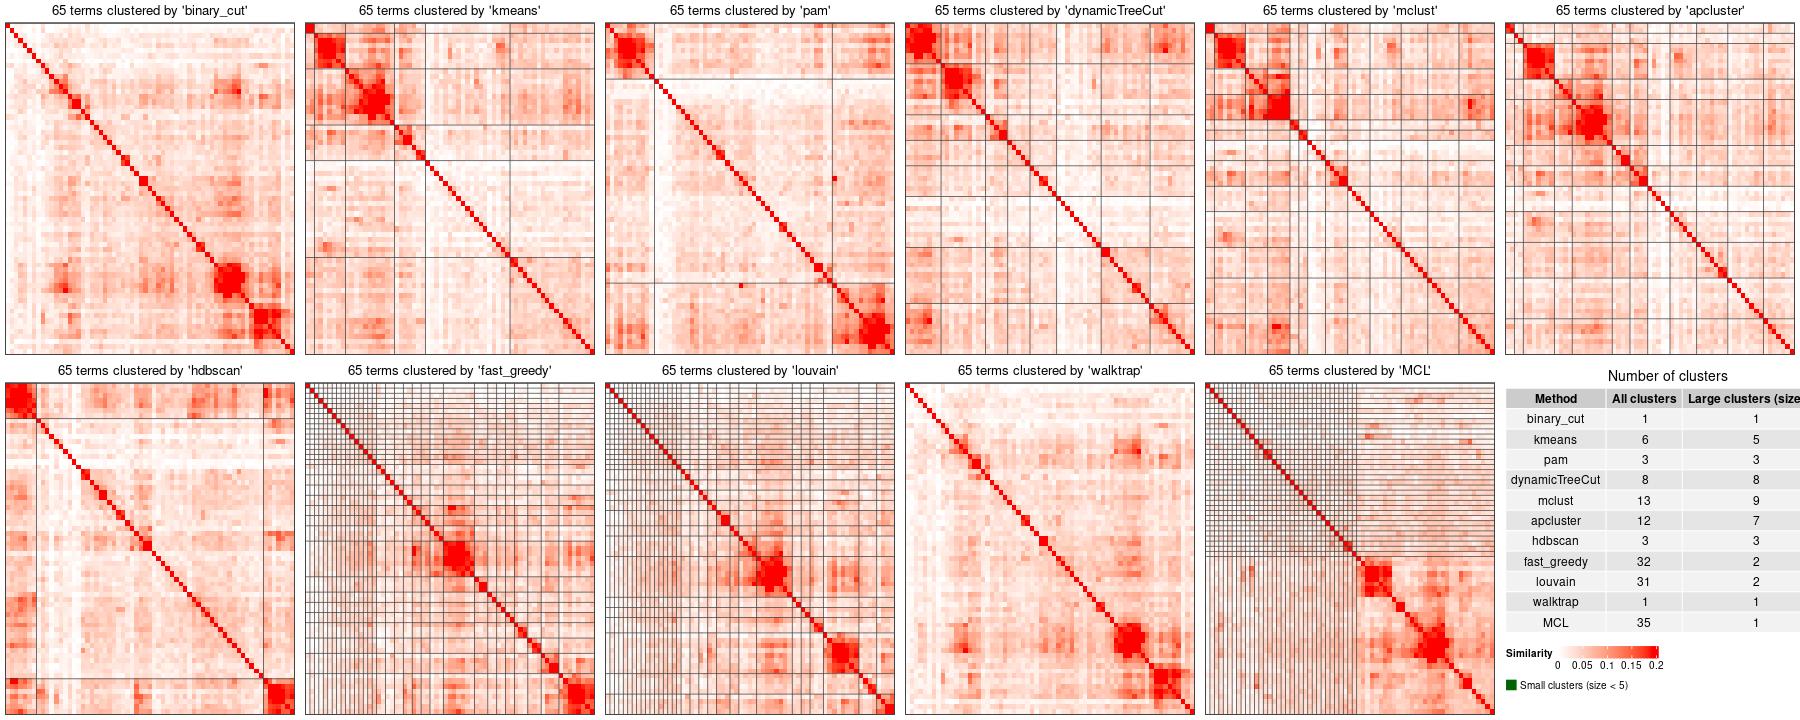 65 terms clustered by 'binary_cut'
65 terms clustered by 'kmeans'
65 terms clustered by 'pam'
65 terms clustered by 'dynamicTreeCut'
65 terms clustered by 'mclust'
65 terms clustered by 'apcluster'
65 terms clustered by 'hdbscan'
65 terms clustered by 'fast_greedy'
65 terms clustered by 'louvain'
65 terms clustered by 'walktrap'
65 terms clustered by 'MCL'
Number of clusters
Method All clusters Large clusters (size
binary_cut 1 1
kmeans 6 5
pam 3 3
dynamicTreeCut 8 8
mclust 13 9
apcluster 12 7
hdbscan 3 3
fast_greedy 32 2
louvain 31 2
walktrap 1 1
MCL 35 1
Similarity
0 0.05 0.1 0.15 0.2
Small clusters (size < 5)